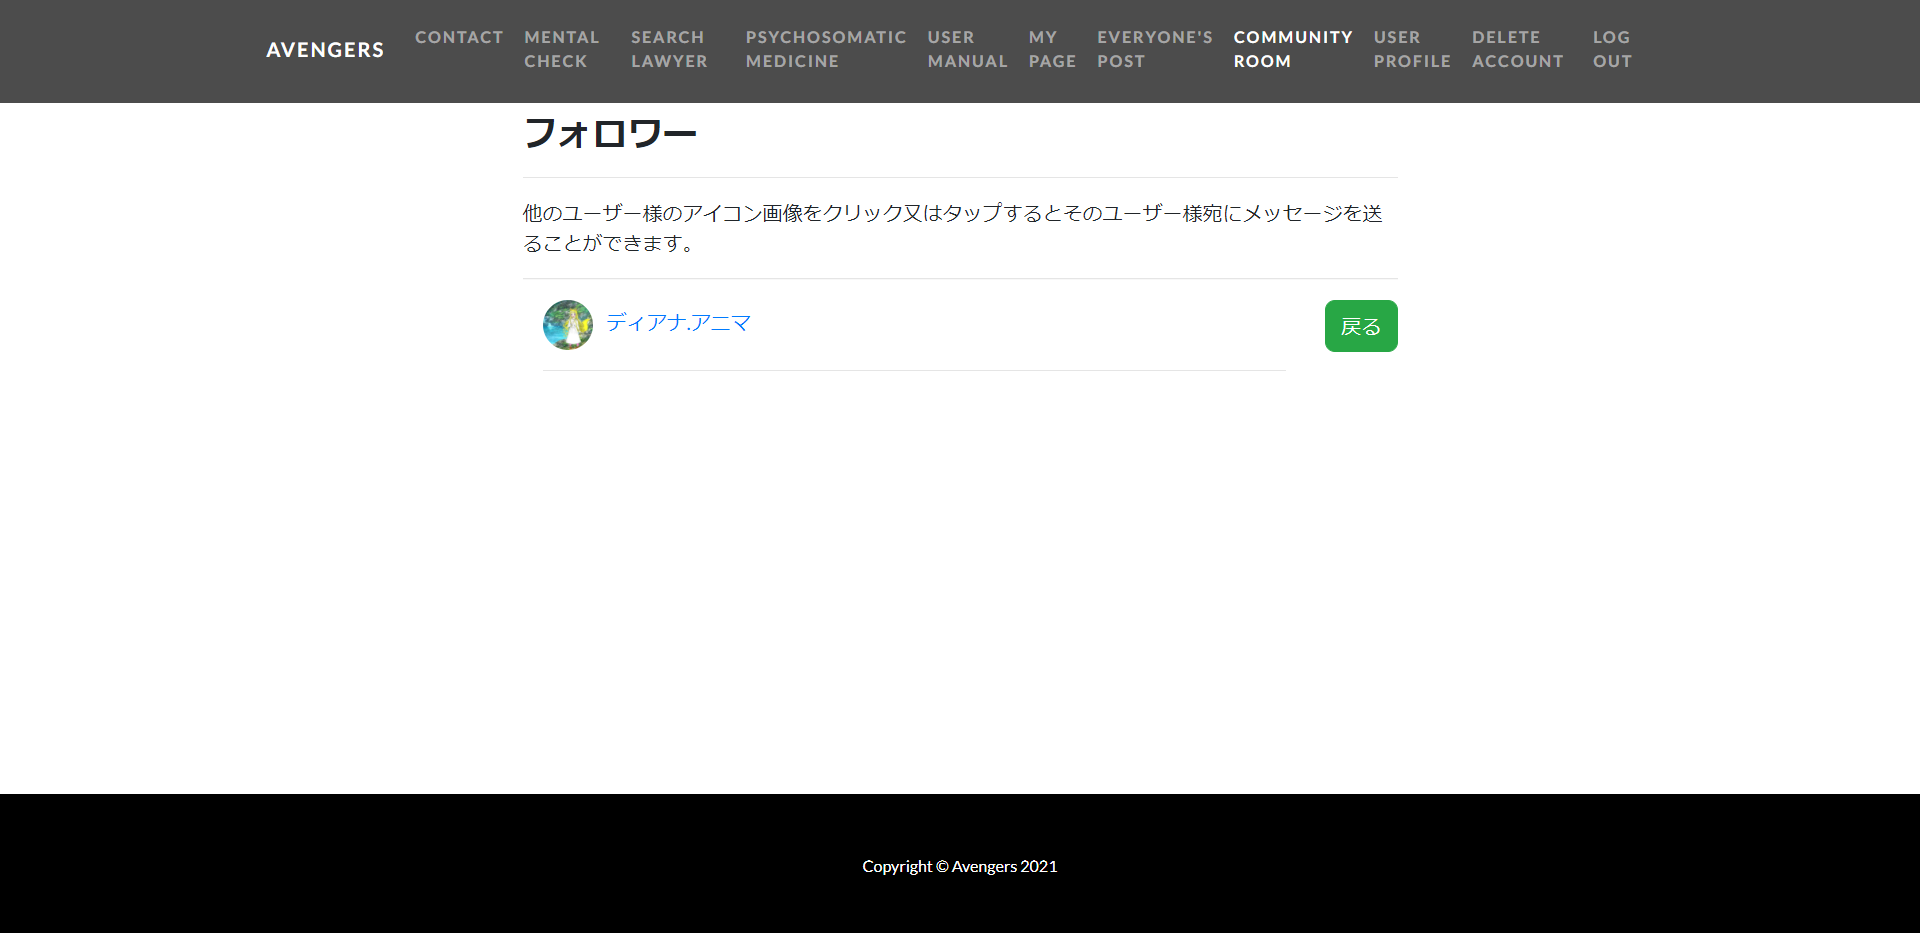 AVENGERS
CONTACT
MENTAL
CHECK
SEARCH
LAWYER
PSYCHOSOMATIC
MEDICINE
USER
MANUAL
MY
PAGE
EVERYONE'S
POST
COMMUNITY
ROOM
USER
PROFILE
DELETE
ACCOUNT
LOG
OUT
フォロワー
他のユーザー様のアイコン画像をクリック又はタップするとそのユーザー様宛にメッセージを送
ることができます。
ディアナ.アニマ
戻る
Copyright © Avengers 2021